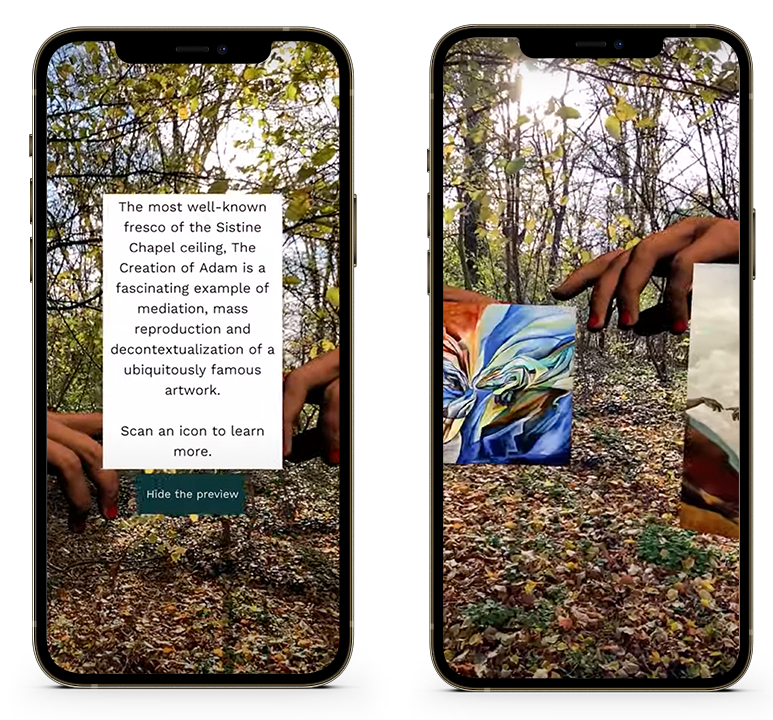 The most well-known
fresco of the Sistine
Chapel ceiling, The
Creation of Adam is a
fascinating example of
mediation, mass
reproduction and
decontextualization of a
ubiquitously famous
artwork.
Scan an icon to learn
more.
Hide the preview